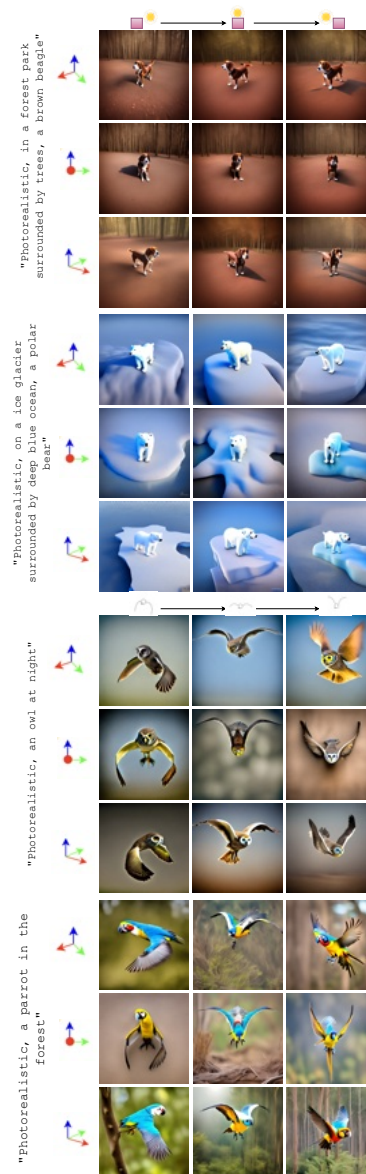 "Photorealistic, in a forest park
surrounded by trees, a brown beagle"
"Photorealistic, on a ice glacier
surrounded by deep blue ocean, a polar
bear"
"Photorealistic, an owl at night"
"Photorealistic, a parrot in the
forest"